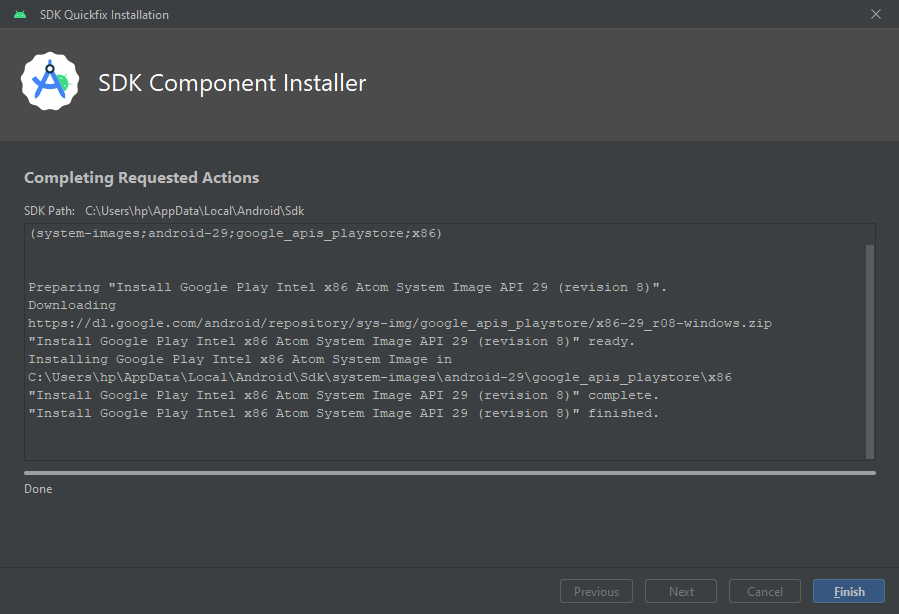 SDK Quickfix Installation
SDK Component Installer
Completing Requested Actions
SDK Path: C:\Users\hp\AppData\Local\Android\Sdk
(system-images;android-29;google_apis_playstore;x86)
Preparing "Install Google Play Intel x86 Atom System Image API 29 (revision 8)".
Downloading
https://dl.google.com/android/repository/sys-img/google_apis_playstore/x86-29_r08-windows.zip
"Install Google Play Intel x86 Atom System Image API 29 (revision 8)" ready.
Installing Google Play Intel x86 Atom System Image in
C:\Users\hp\AppData\Local\Android\Sdk\system-images\android-29\google_apis_playstore\x86
"Install Google Play Intel x86 Atom System Image API 29 (revision 8)" complete.
"Install Google Play Intel x86 Atom System Image API 29 (revision 8)" finished.
Done
Previous Next Cancel Finish